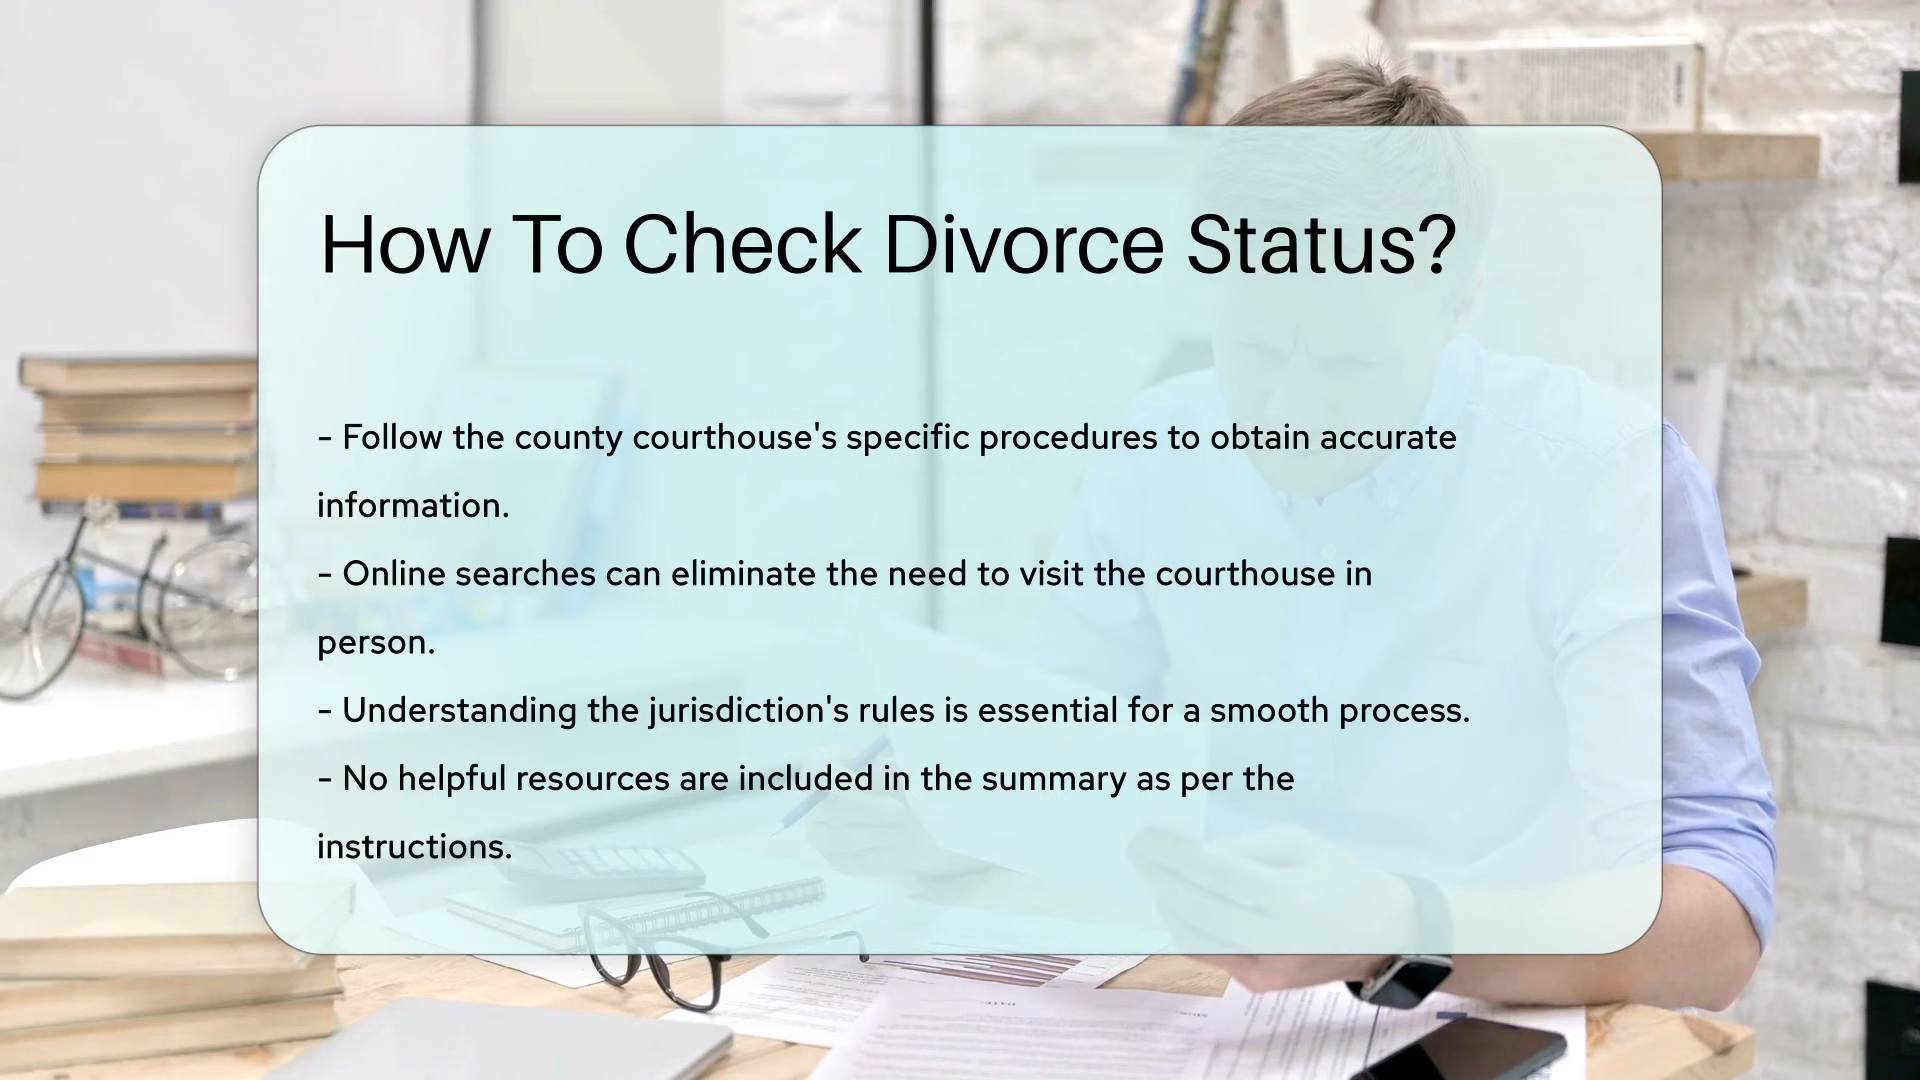 How To Check Divorce Status?
- Follow the county courthouse's specific procedures to obtain accurate
information.
- Online searches can eliminate the need to visit the courthouse in
person.
- Understanding the jurisdiction's rules is essential for a smooth process.
- No helpful resources are included in the summary as per the
instructions.